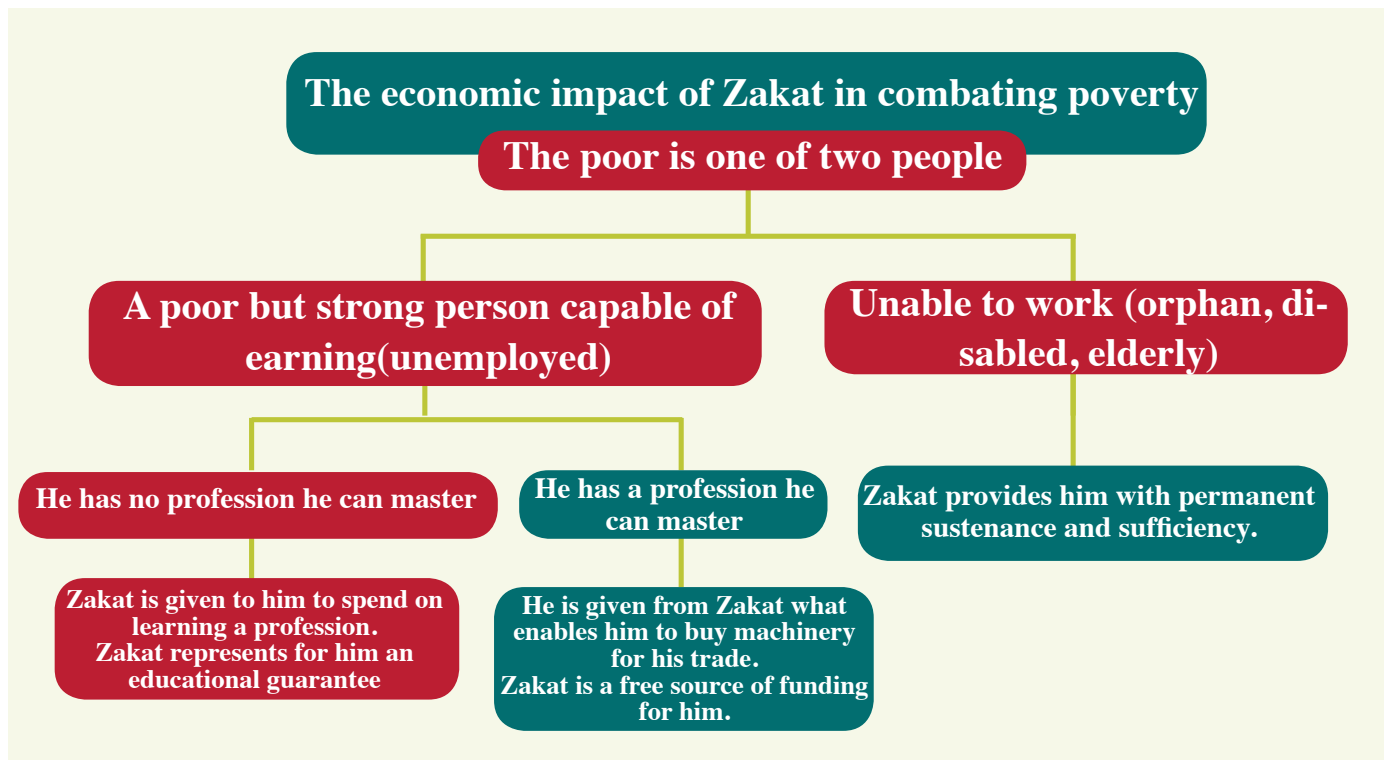 The economic impact of Zakat in combating poverty
The poor is one of two people
A poor but strong person capable of
earning(unemployed)
Unable to work (orphan, di-
sabled, elderly)
He has no profession he can master
He has a profession he
can master
Zakat provides him with permanent
sustenance and sufficiency.
Zakat is given to him to spend on
learning a profession.
Zakat represents for him an
educational guarantee
He is given from Zakat what
enables him to buy machinery
for his trade.
Zakat is a free source of funding
for him.